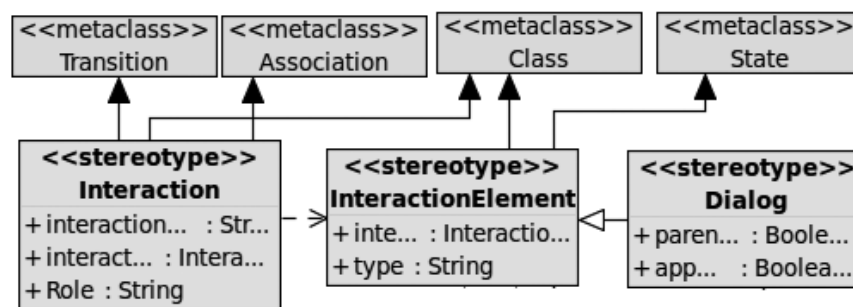 <<metaclass>>
Transition
<<metaclass>>
Association
<<metaclass>>
Class
<<metaclass>>
State
<<stereotype>>
Interaction
+ interaction... : Str...
+ interact... : Intera...
+ Role : String
<<stereotype>>
InteractionElement
+ inte... : Interactio...
+ type : String
<<stereotype>>
Dialog
+ paren... : Boole...
+ app... : Boolea...